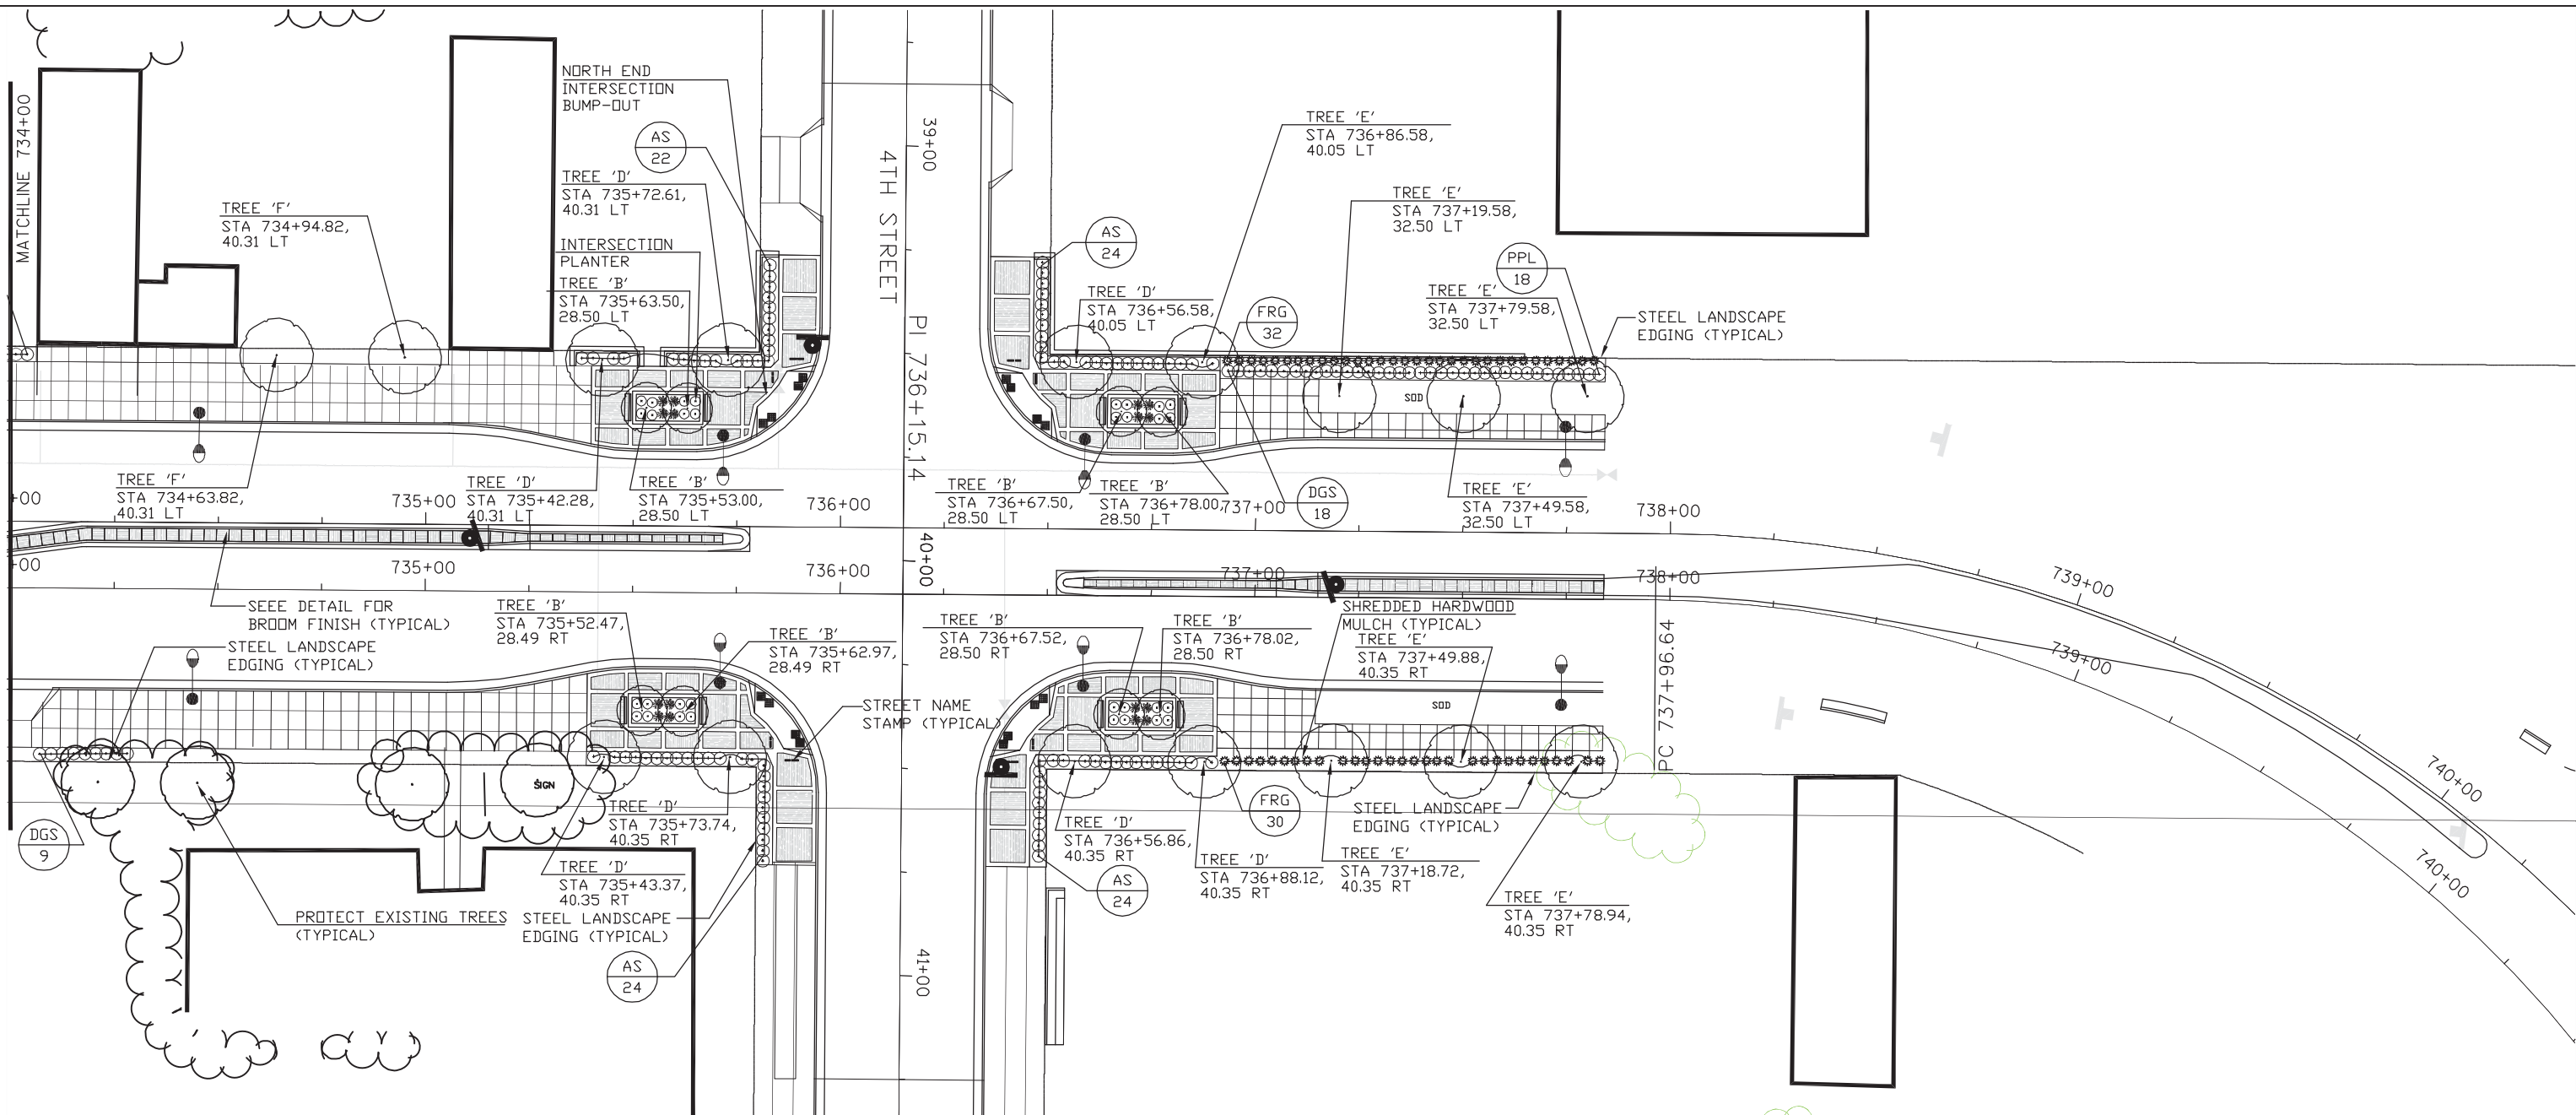 MATCHLINE 734+00
NORTH END
INTERSECTION
BUMP-OUT
AS
22
TREE 'D'
STA 735+72.61,
40.31 LT
TREE 'F'
STA 734+94.82,
40.31 LT
INTERSECTION
PLANTER
TREE 'B'
STA 735+63.50,
28.50 LT
39+00
4TH STREET
PI 736+15.14
TREE 'E'
STA 736+86.58,
40.05 LT
TREE 'E'
STA 737+19.58,
32.50 LT
AS
24
PPL
18
TREE 'D'
STA 736+56.58,
40.05 LT
FRG
32
TREE 'E'
STA 737+79.58,
32.50 LT
STEEL LANDSCAPE
EDGING (TYPICAL)
SOD
TREE 'F'
STA 734+63.82,
40.31 LT
TREE 'D'
STA 735+42.28,
40.31 LT
TREE 'B'
STA 735+53.00,
28.50 LT
TREE 'B'
STA 736+67.50,
28.50 LT
TREE 'B'
STA 736+78.00,
28.50 LT
DGS
18
TREE 'E'
STA 737+49.58,
32.50 LT
+00
735+00
736+00
737+00
738+00
40+00
+00
735+00
736+00
737+00
738+00
739+00
739+00
740+00
740+00
SEEE DETAIL FOR
BROOM FINISH (TYPICAL)
STEEL LANDSCAPE
EDGING (TYPICAL)
TREE 'B'
STA 735+52.47,
28.49 RT
TREE 'B'
STA 735+62.97,
28.49 RT
TREE 'B'
STA 736+67.52,
28.50 RT
TREE 'B'
STA 736+78.02,
28.50 RT
SHREDDED HARDWOOD
MULCH (TYPICAL)
TREE 'E'
STA 737+49.88,
40.35 RT
PC 737+96.64
STREET NAME
STAMP (TYPICAL)
SOD
SIGN
DGS
9
TREE 'D'
STA 735+73.74,
40.35 RT
TREE 'D'
STA 735+43.37,
40.35 RT
PROTECT EXISTING TREES
(TYPICAL)
STEEL LANDSCAPE
EDGING (TYPICAL)
AS
24
41+00
TREE 'D'
STA 736+56.86,
40.35 RT
AS
24
TREE 'D'
STA 736+88.12,
40.35 RT
FRG
30
STEEL LANDSCAPE
EDGING (TYPICAL)
TREE 'E'
STA 737+18.72,
40.35 RT
TREE 'E'
STA 737+78.94,
40.35 RT